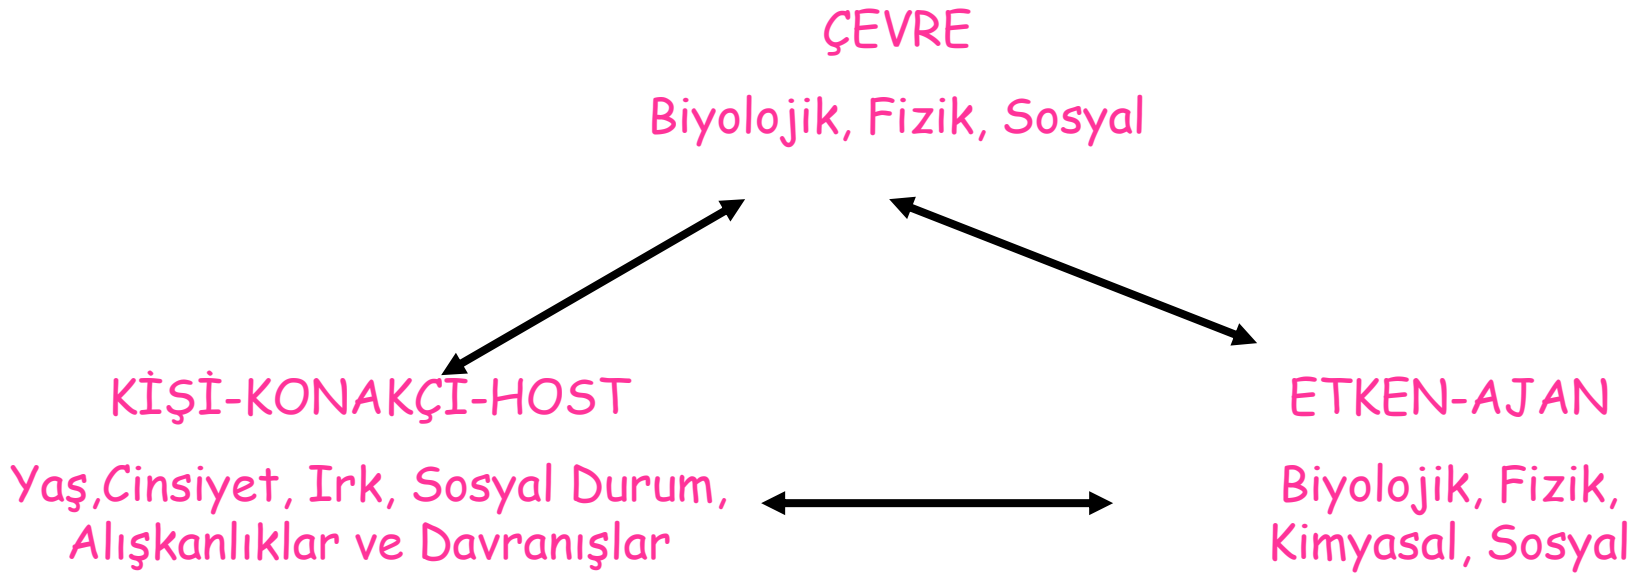 ÇEVRE
Biyolojik, Fizik, Sosyal
KİŞİ-KONAKÇI-HOST
ETKEN-AJAN
Yaş,Cinsiyet, Irk, Sosyal Durum,
Alışkanlıklar ve Davranışlar
Biyolojik, Fizik,
Kimyasal, Sosyal